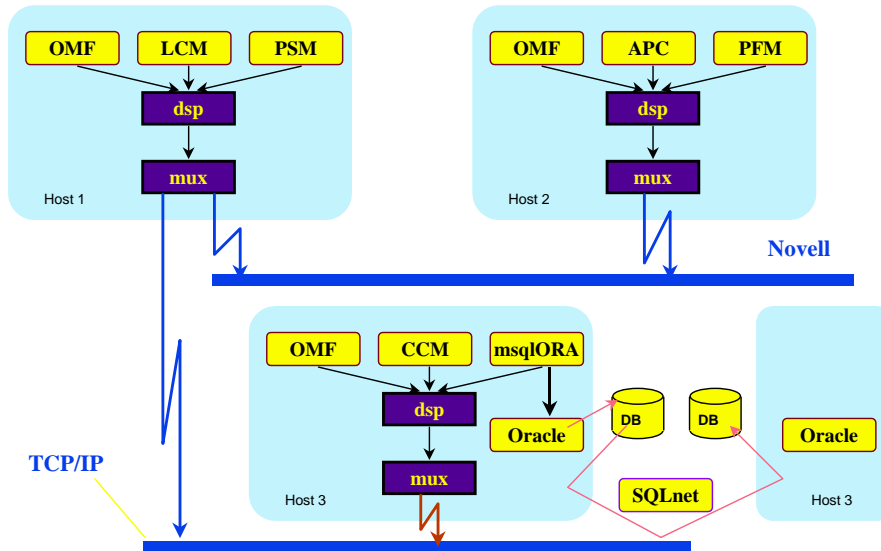 OMF
LCM
PSM
dsp
mux
Host 1
OMF
APC
PFM
dsp
mux
Host 2
Novell
OMF
CCM
msqlORA
dsp
Oracle
mux
Host 3
DB
DB
SQLnet
Oracle
Host 3
TCP/IP